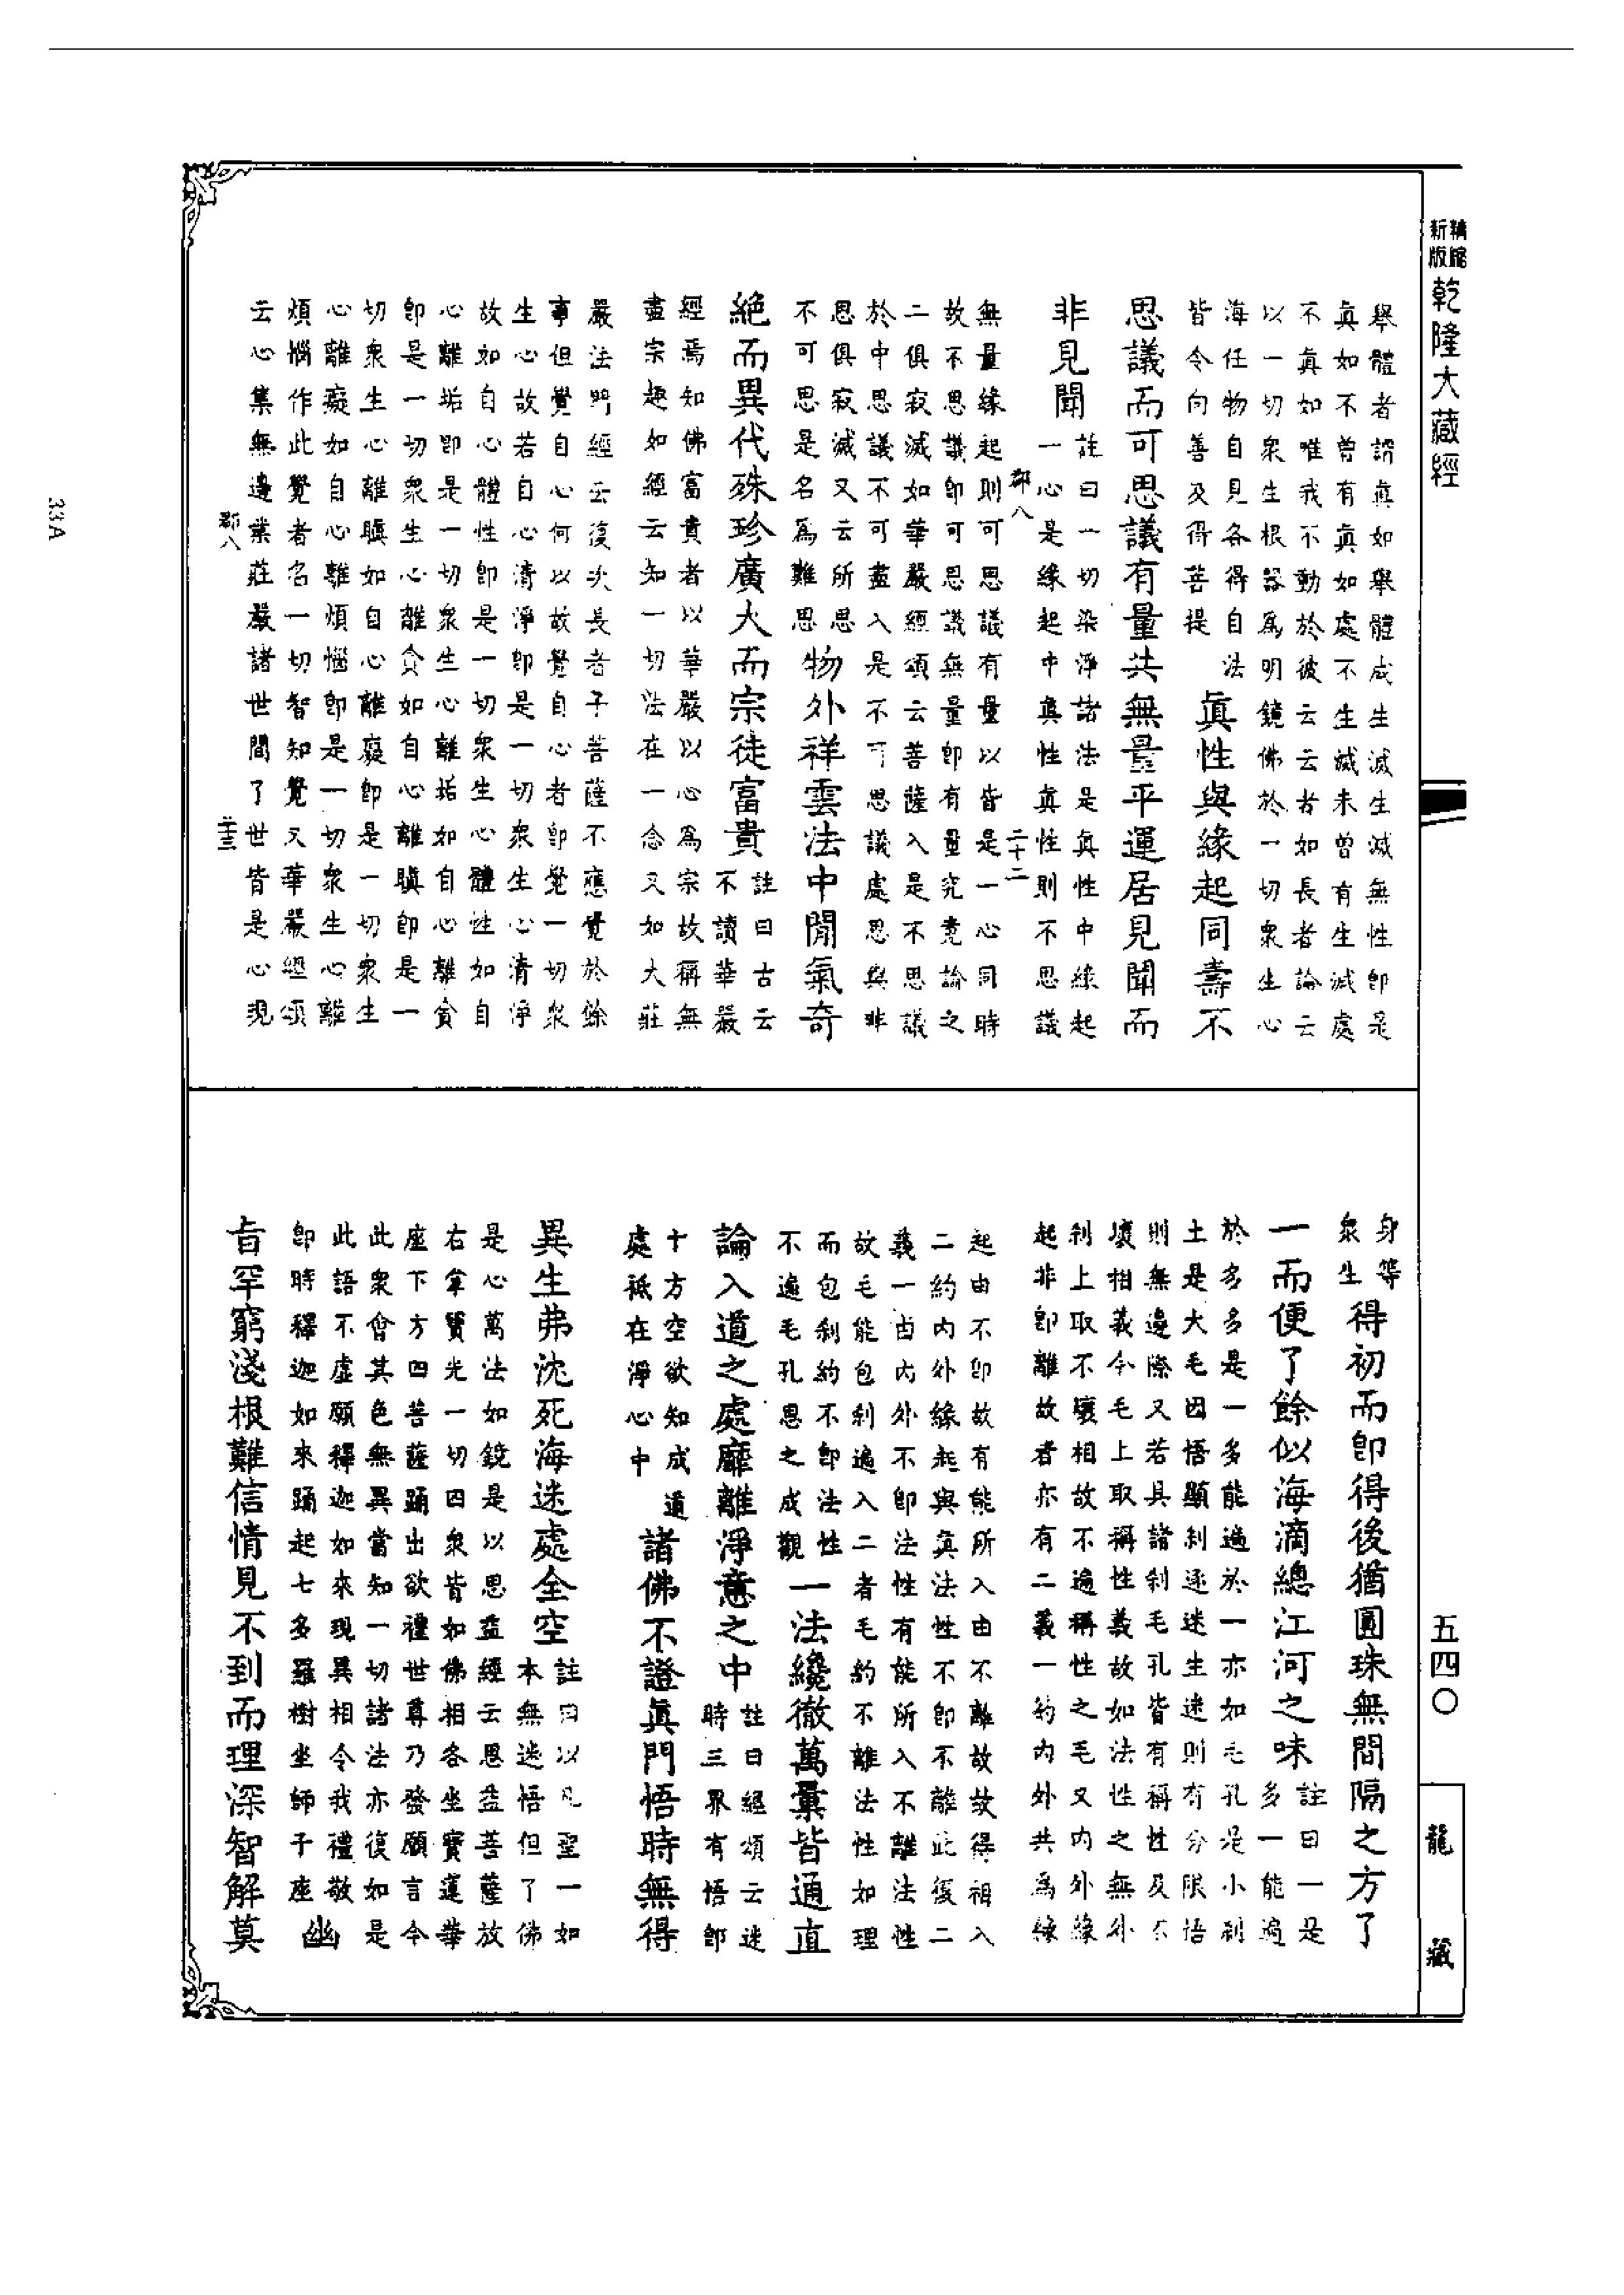 精縮
新版
乾隆大藏經
舉體者謂真如舉體成生滅生滅無性即是
真如不曾有真如處不生滅未曾有生滅處
不真如唯我不動於彼云云古如長者論云
以一切衆生根器爲明鏡佛於一切衆生心
海任物自見各得自法
皆令向善及得菩提
真性與緣起同壽不
思議而可思議有量共無量平運居見聞而
非見聞
註曰一切染淨諸法是真性中緣起
一心是緣起中真性真性則不思議
郡八
二十二
無量緣起則可思議有量以皆是一心同時
故不思議即可思議無量即有量究竟論之
二俱寂滅如華嚴經頌云菩薩入是不思議
於中思議不可盡入是不可思議處思與非
思俱寂滅又云所思
不可思是名爲難思
物外祥雲法中閒氣奇
絕而異代殊珍廣大而宗徒富貴
註曰古云
不讀華嚴
經焉知佛富貴者以華嚴以心爲宗故稱無
盡宗趣如經云知一切法在一念又如大莊
嚴法門經云復次長者子菩薩不應覺於餘
事但覺自心何以故覺自心者即覺一切衆
生心故若自心清淨即是一切衆生心清淨
故如自心體性即是一切衆生心體性如自
心離垢即是一切衆生心離垢如自心離貪
即是一切衆生心離貪如自心離瞋即是一
切衆生心離瞋如自心離癡即是一切衆生
心離癡如自心離煩惱即是一切衆生心離
煩惱作此覺者名一切智知覺又華嚴經頌
云心集無邊業莊嚴諸世間了世皆是心現
郡八
二十三
身等
衆生
得初而即得後猶圓珠無間隔之方了
一而便了餘似海滴總江河之味
註曰一是
多一能遍
於多多是一多能遍於一亦如毛孔是小剎
土是大毛因悟顯剎逐迷生迷則有分限悟
則無邊際又若具諸剎毛孔皆有稱性及不
壞相義今毛上取稱性義故如法性之無外
剎上取不壞相故不遍稱性之毛又内外緣
起非即離故者亦有二義一約内外共爲緣
起由不即故有能所入由不離故故得相入
二約内外緣起與真法性不即不離此復二
義一由内外不即法性有能所入不離法性
故毛能包剎遍入二者毛約不離法性如理
而包剎約不即法性
不遍毛孔思之成觀
一法纔徹萬彙皆通直
論入道之處靡離淨意之中
註曰經頌云迷
時三界有悟即
十方空欲知成道
處祇在淨心中
諸佛不證真門悟時無得
異生弗沈死海迷處全空
註曰以凡聖一如
本無迷悟但了佛
是心萬法如鏡是以思益經云思益菩薩放
右掌寶光一切四衆皆如佛相各坐寶蓮華
座下方四菩薩踊出欲禮世尊乃發願言今
此衆會其色無異當知一切諸法亦復如是
此語不虛願釋迦如來現異相令我禮敬
即時釋迦如來踊起七多羅樹坐師子座
幽
旨罕窮淺根難信情見不到而理深智解莫
五四〇
龍藏
33A